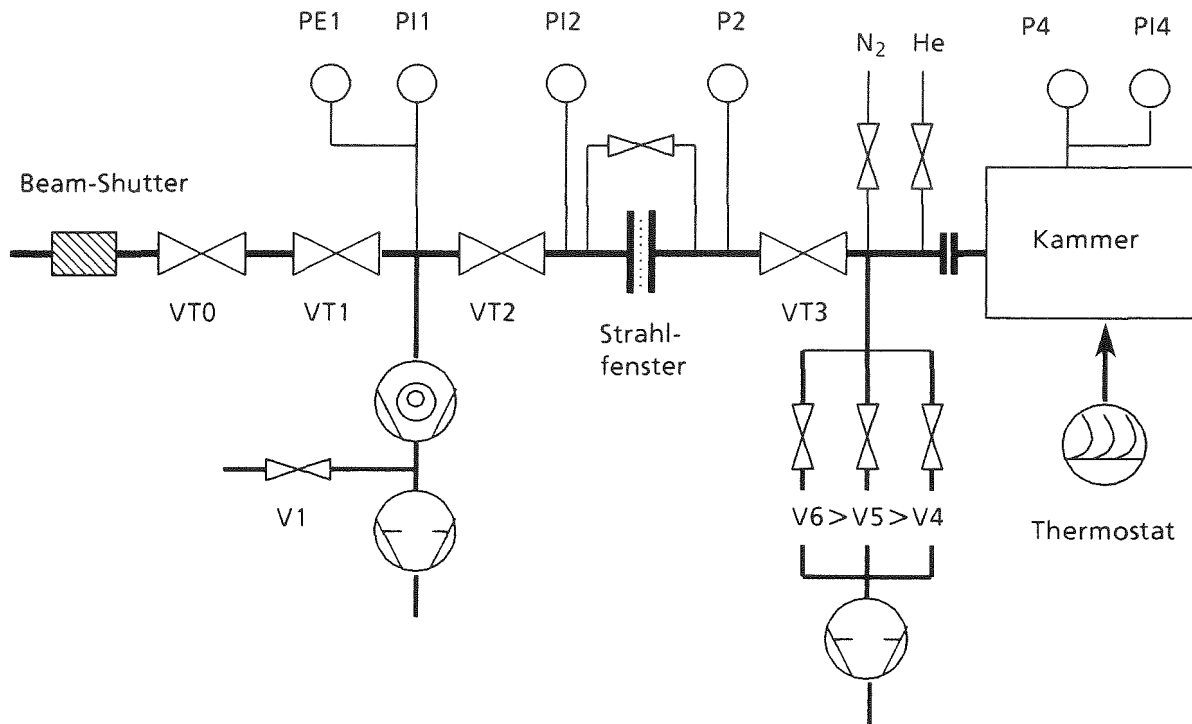 PE1
PI1
PI2
P2
N₂
He
P4
PI4
Beam-Shutter
Kammer
VT0
VT1
VT2
Strahl-
fenster
VT3
V1
V6 > V5 > V4
Thermostat